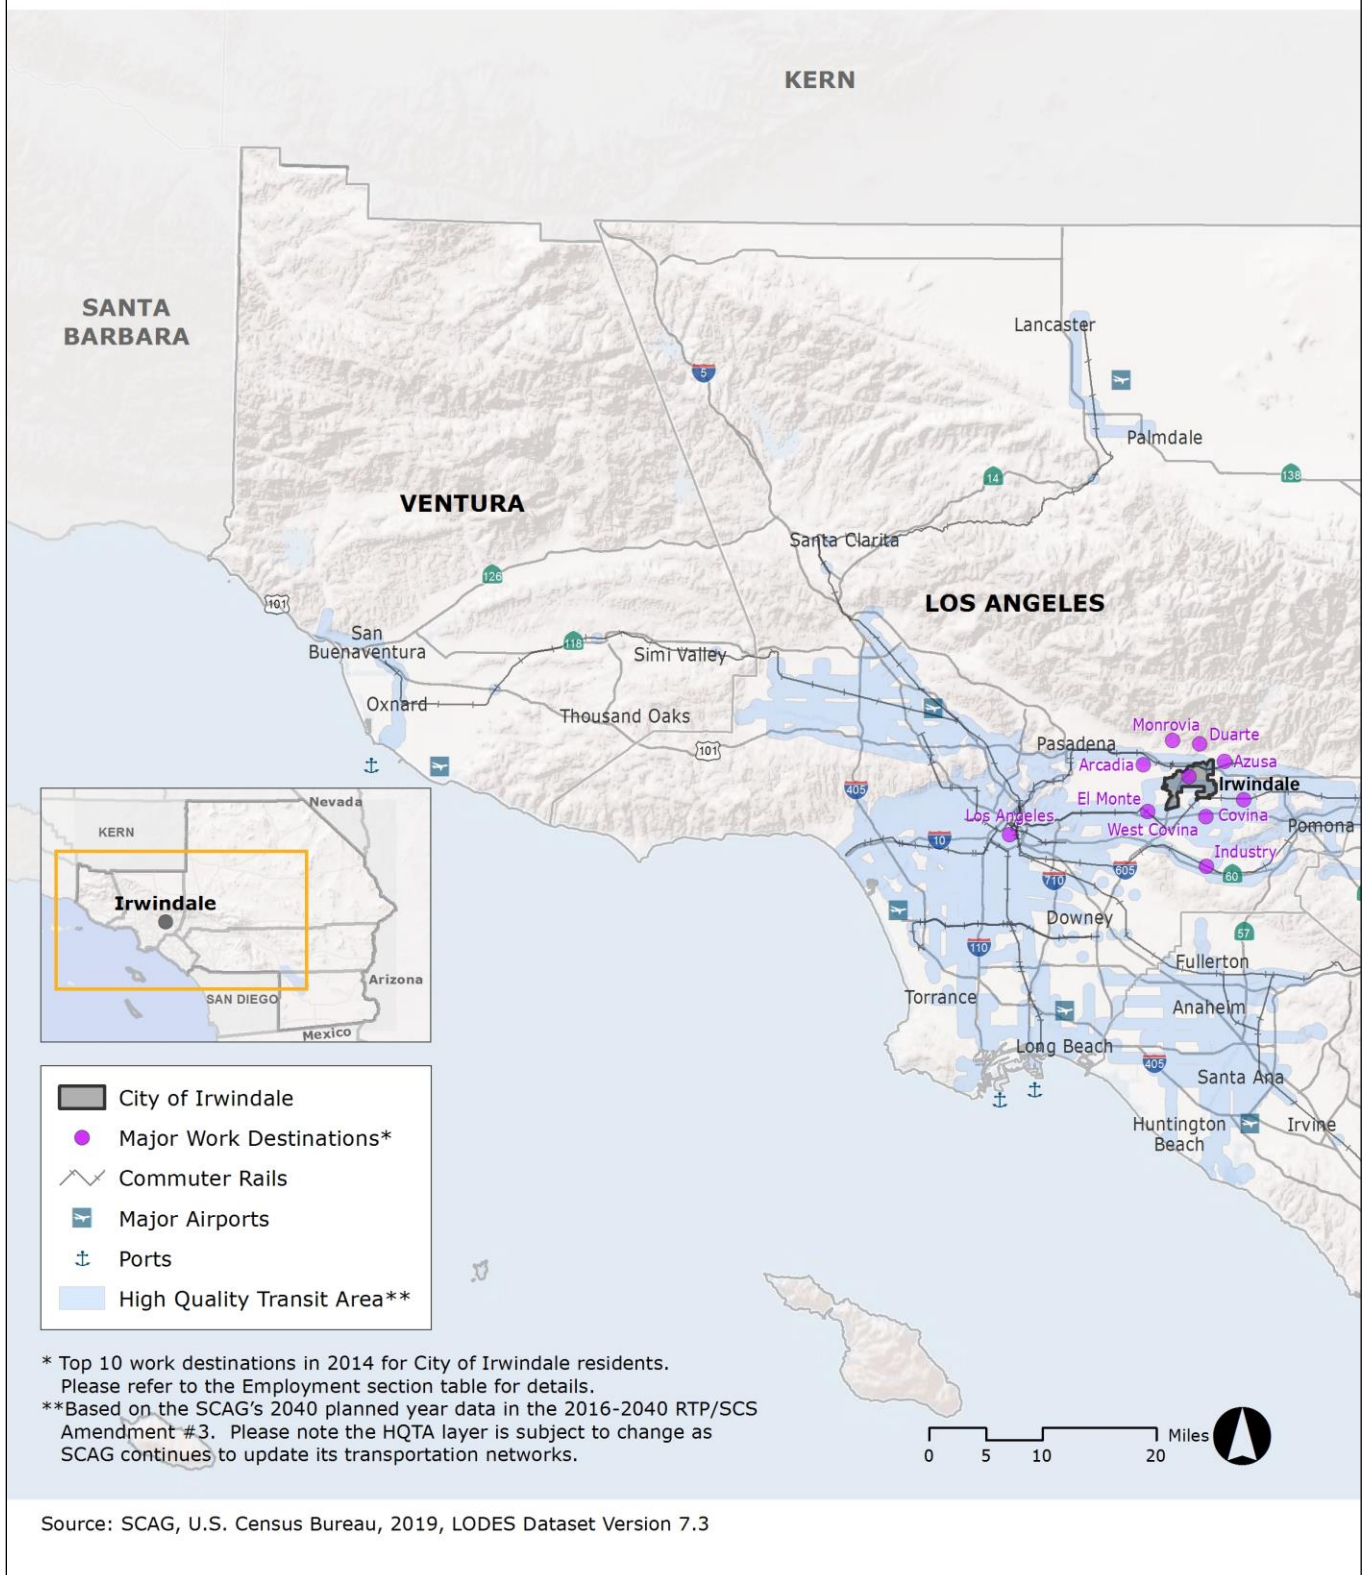 KERN
SANTA
BARBARA
Lancaster
5
Palmdale
14
138
VENTURA
Santa Clarita
126
101
LOS ANGELES
San
Buenaventura
118
Simi Valley
Oxnard
Thousand Oaks
101
Monrovia
Duarte
Pasadena
Arcadia
Azusa
405
Irwindale
El Monte
Los Angeles
West Covina
Covina
Pomona
10
Industry
605
60
710
Downey
57
110
Fullerton
Torrance
Anaheim
Long Beach
405
Santa Ana
Huntington
Beach
Irvine
Nevada
KERN
Irwindale
Arizona
SAN DIEGO
Mexico
City of Irwindale
Major Work Destinations*
Commuter Rails
Major Airports
Ports
High Quality Transit Area**
* Top 10 work destinations in 2014 for City of Irwindale residents.
Please refer to the Employment section table for details.
**Based on the SCAG's 2040 planned year data in the 2016-2040 RTP/SCS
Amendment #3. Please note the HQTA layer is subject to change as
SCAG continues to update its transportation networks.
0 5 10 20 Miles
Source: SCAG, U.S. Census Bureau, 2019, LODES Dataset Version 7.3